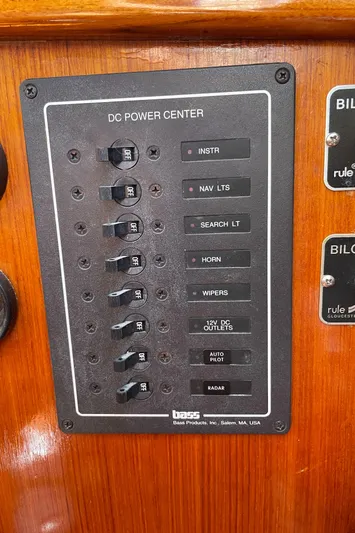 DC POWER CENTER
OFF INSTR
OFF NAV LTS
OFF SEARCH LT
OFF HORN
OFF WIPERS
OFF 12V DC
OUTLETS
OFF AUTO
PILOT
OFF RADAR
bass
Bass Products, Inc., Salem, MA, USA
BIL
rule
BILG
rule
GLOUCESTER